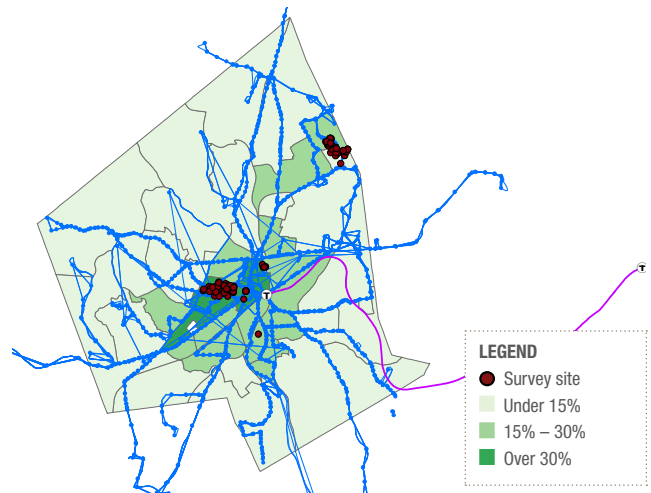 T
T
LEGEND
Survey site
Under 15%
15% – 30%
Over 30%